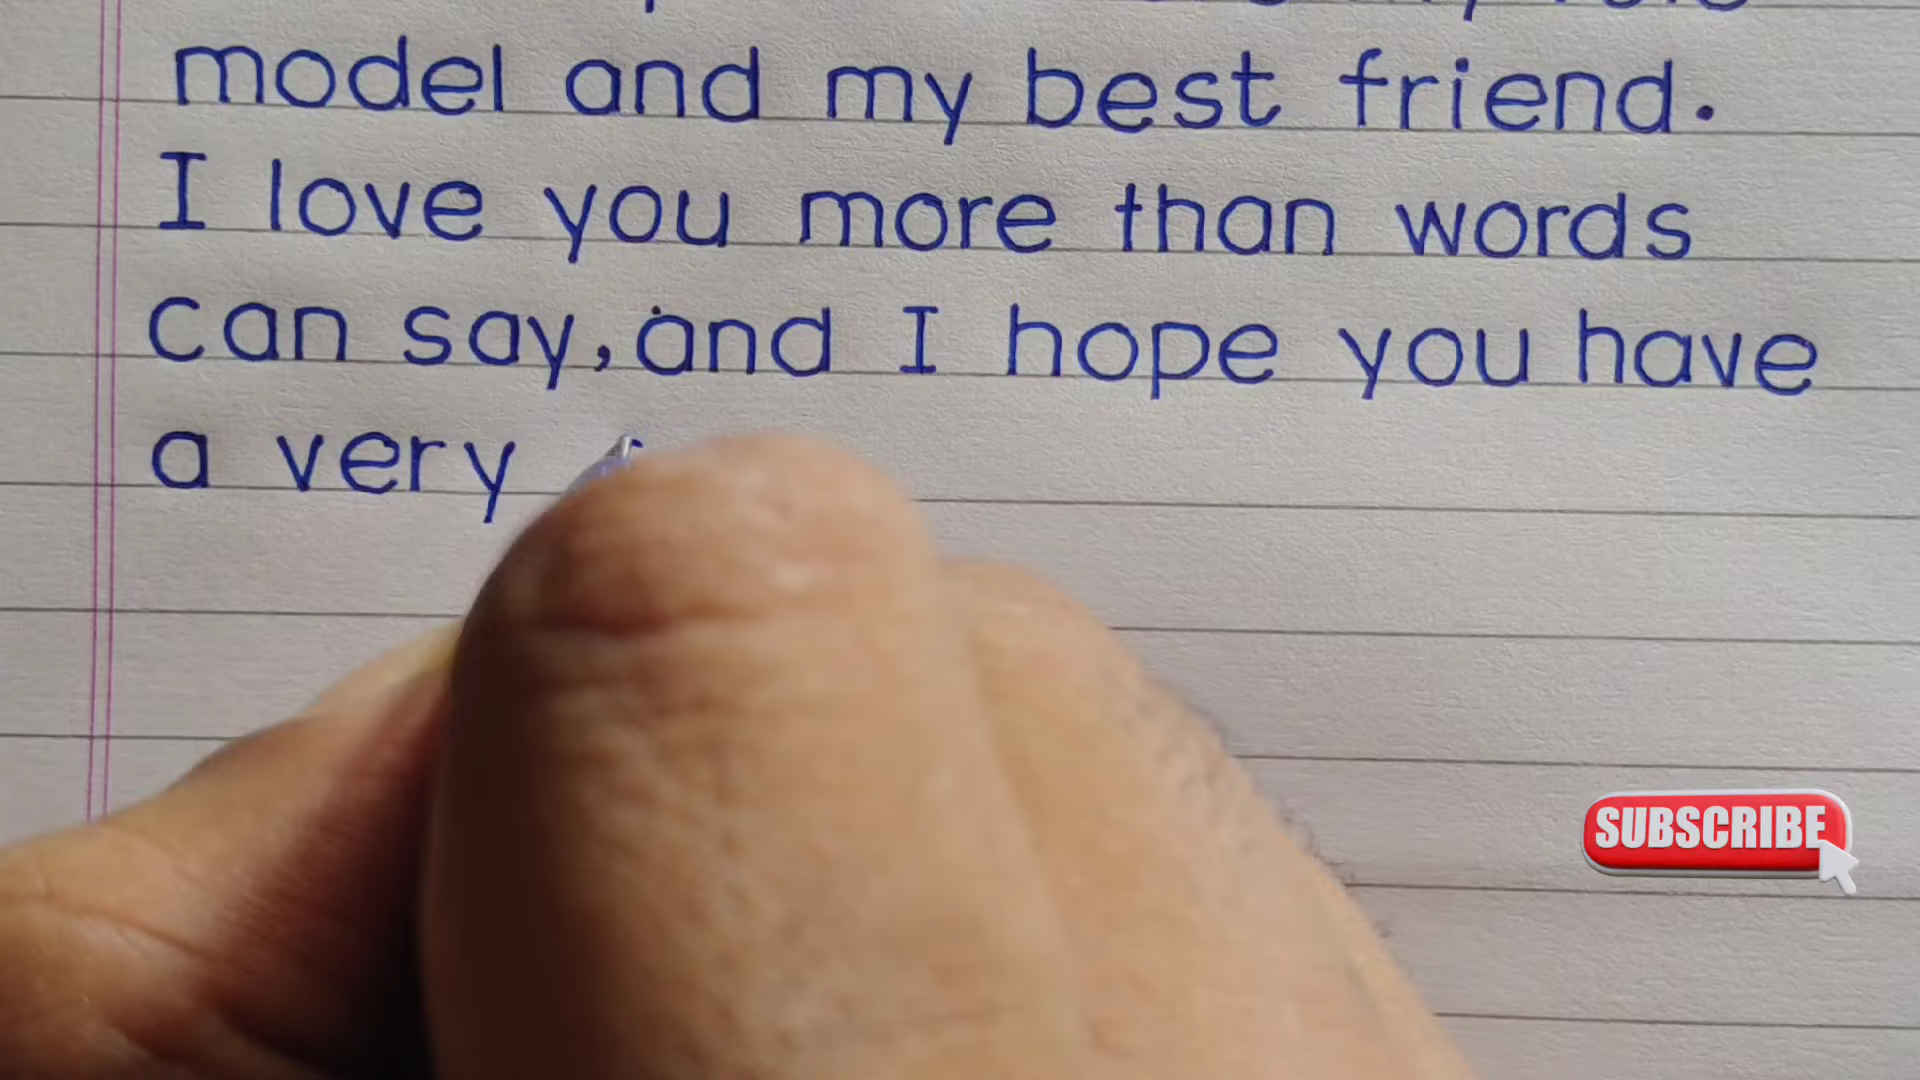 model and my best friend.
I love you more than words
can say, and I hope you have
a very
SUBSCRIBE